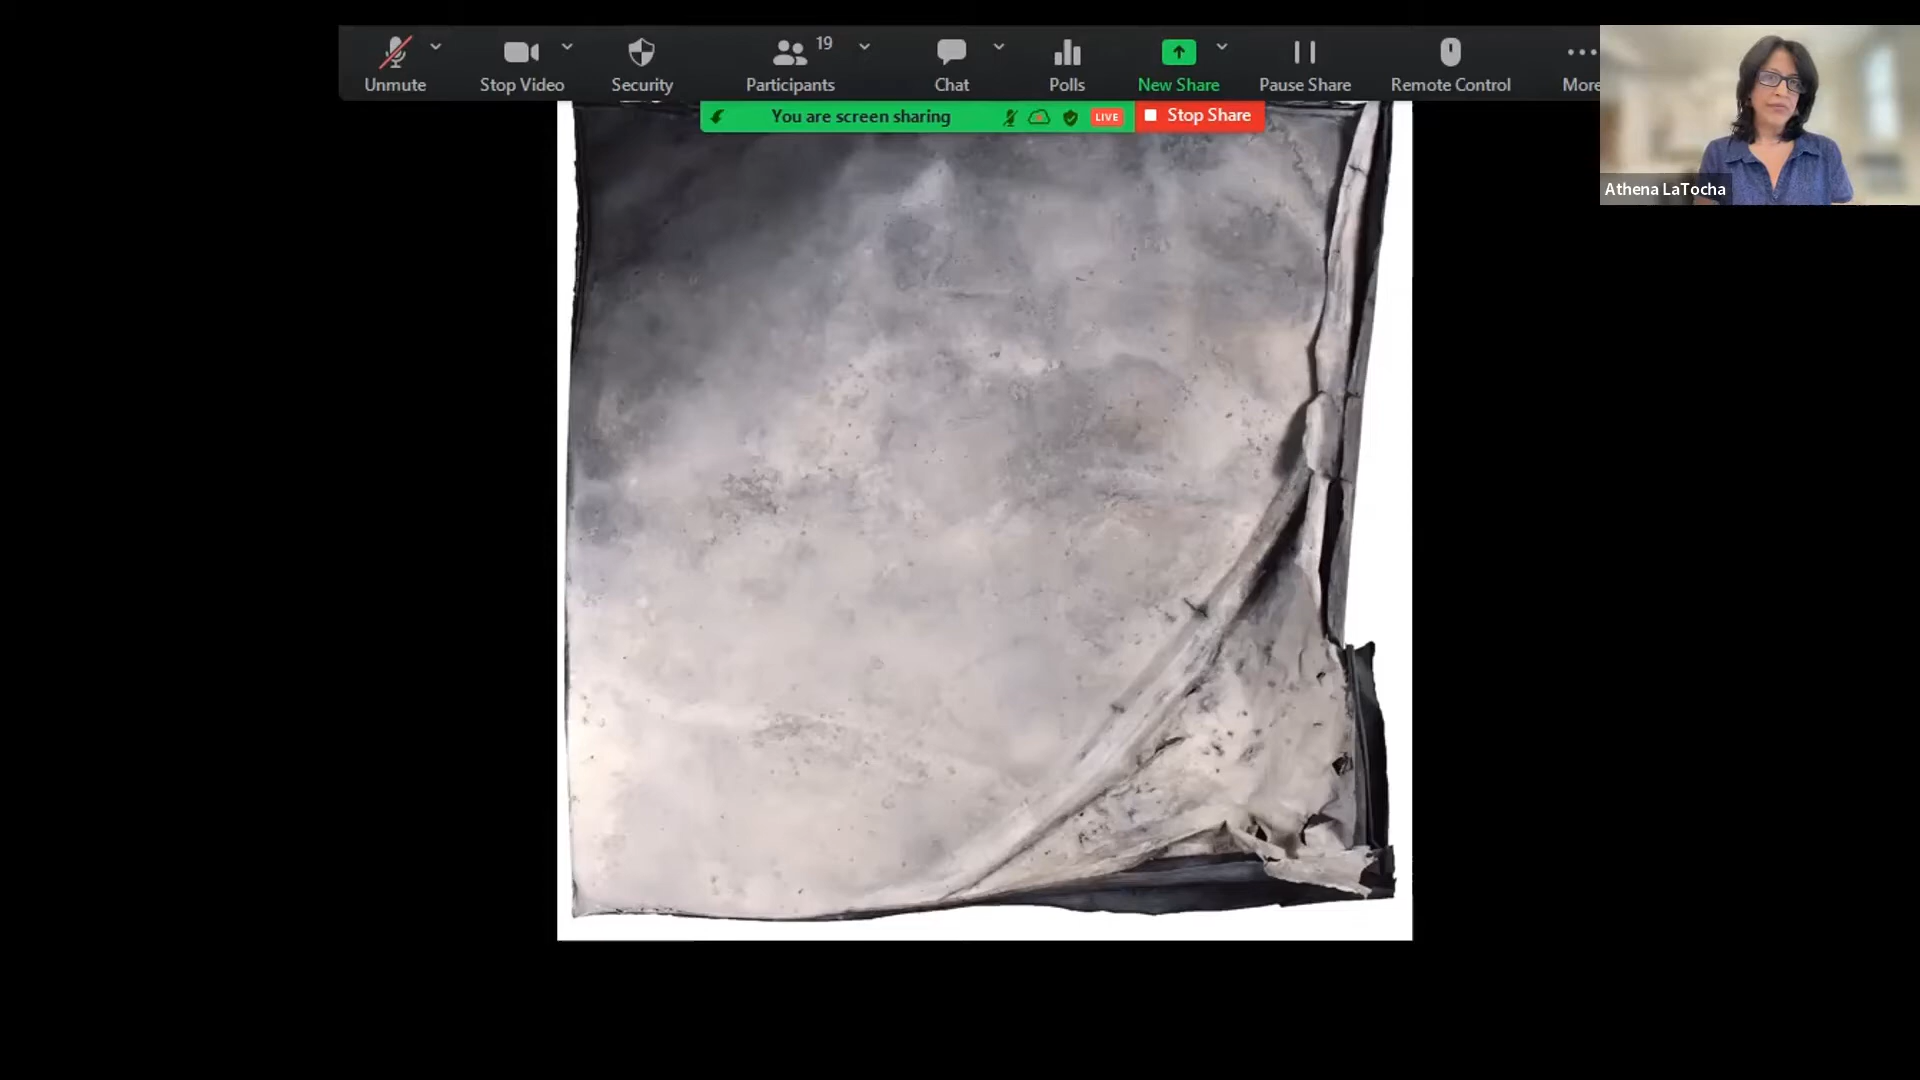 19
Unmute Stop Video Security Participants Chat Polls New Share Pause Share Remote Control More
You are screen sharing LIVE Stop Share
Athena LaTocha